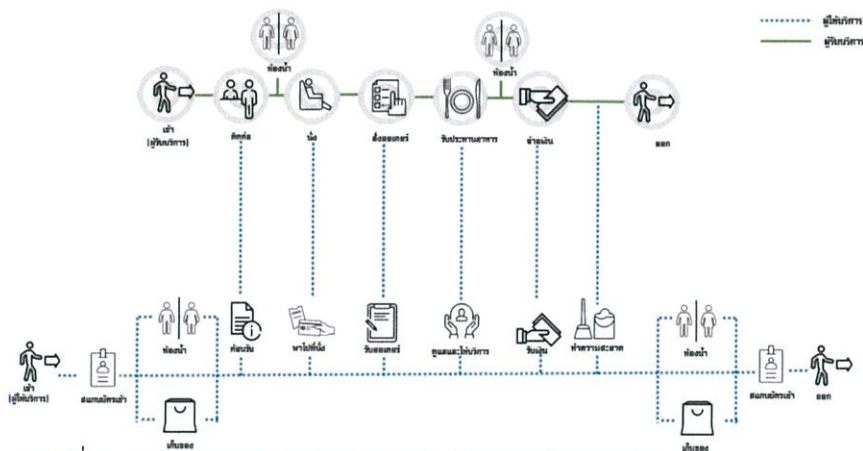 ผู้ให้บริการ
ผู้รับบริการ
ห้องน้ำ
ห้องน้ำ
เข้า
(ผู้รับบริการ)
ติดต่อ
นั่ง
สั่งออเดอร์
รับประทานอาหาร
จ่ายเงิน
ออก
ห้องน้ำ
ต้อนรับ
พาไปที่นั่ง
รับออเดอร์
ดูแลและให้บริการ
รับเงิน
ทำความสะอาด
ห้องน้ำ
เข้า
(ผู้ให้บริการ)
สแกนบัตรเข้า
สแกนบัตรเข้า
ออก
เก็บของ
เก็บของ